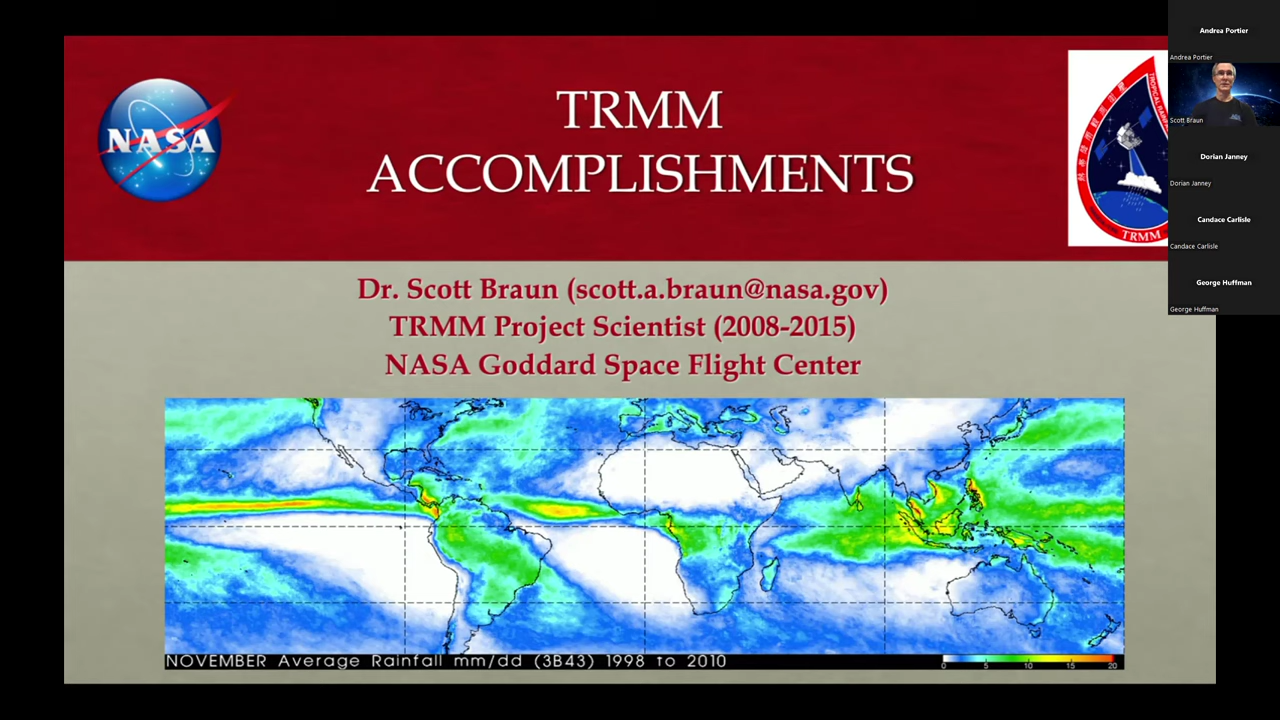 NASA
TRMM
ACCOMPLISHMENTS
TROPICAL
TRMM
Dr. Scott Braun (scott.a.braun@nasa.gov)
TRMM Project Scientist (2008-2015)
NASA Goddard Space Flight Center
NOVEMBER Average Rainfall mm/dd (3B43) 1998 to 2010
0 5 10 15 20
Andrea Portier
Andrea Portier
Scott Braun
Dorian Janney
Dorian Janney
Candace Carlisle
Candace Carlisle
George Huffman
George Huffman